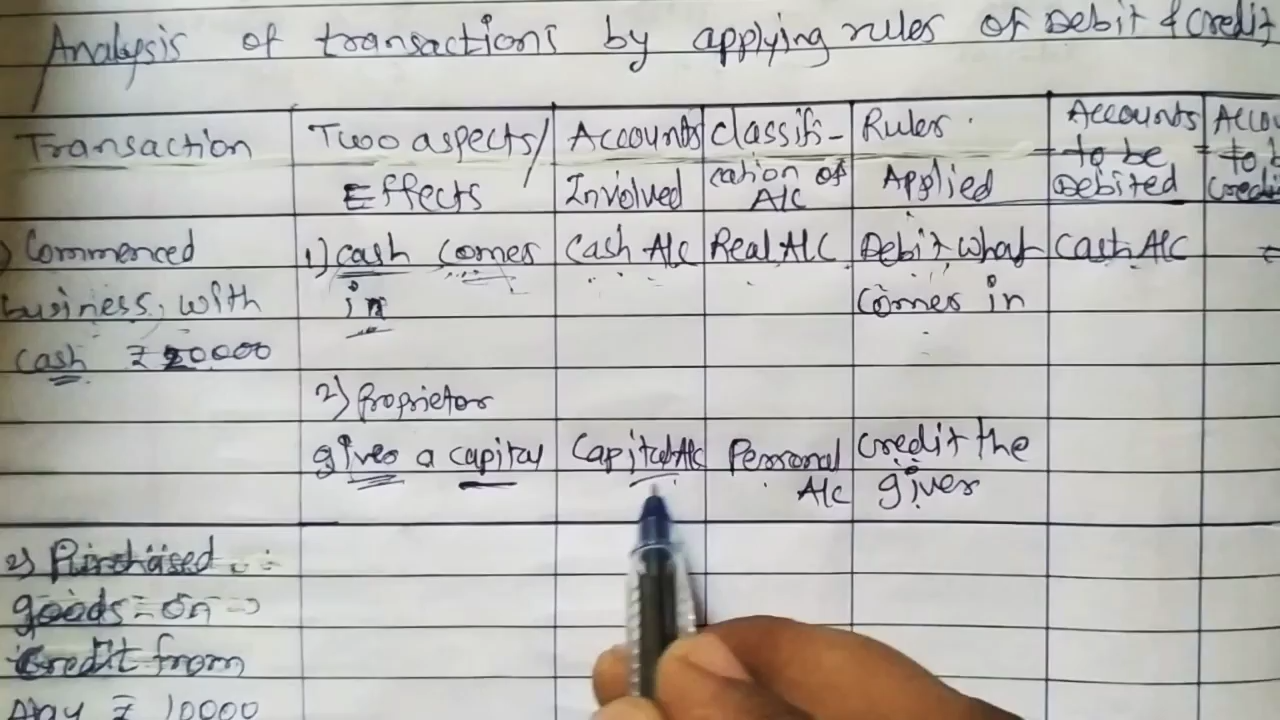 Analysis of transactions by applying rules of Debit & Credit
Transaction
Two aspects/
Effects
Accounts
Involved
Classifi-
cation of
A/C
Rules
Applied
Accounts
to be
Debited
to b
1) Commenced
business, with
cash ₹ 20000
1) cash comes
in
Cash A/C
Real A/C
Debit what
comes in
Cash A/C
2) Proprietor
gives a capital
Capital A/c
Personal
A/C
credit the
giver
2) Purchased
goods on
Credit from
₹ 10000